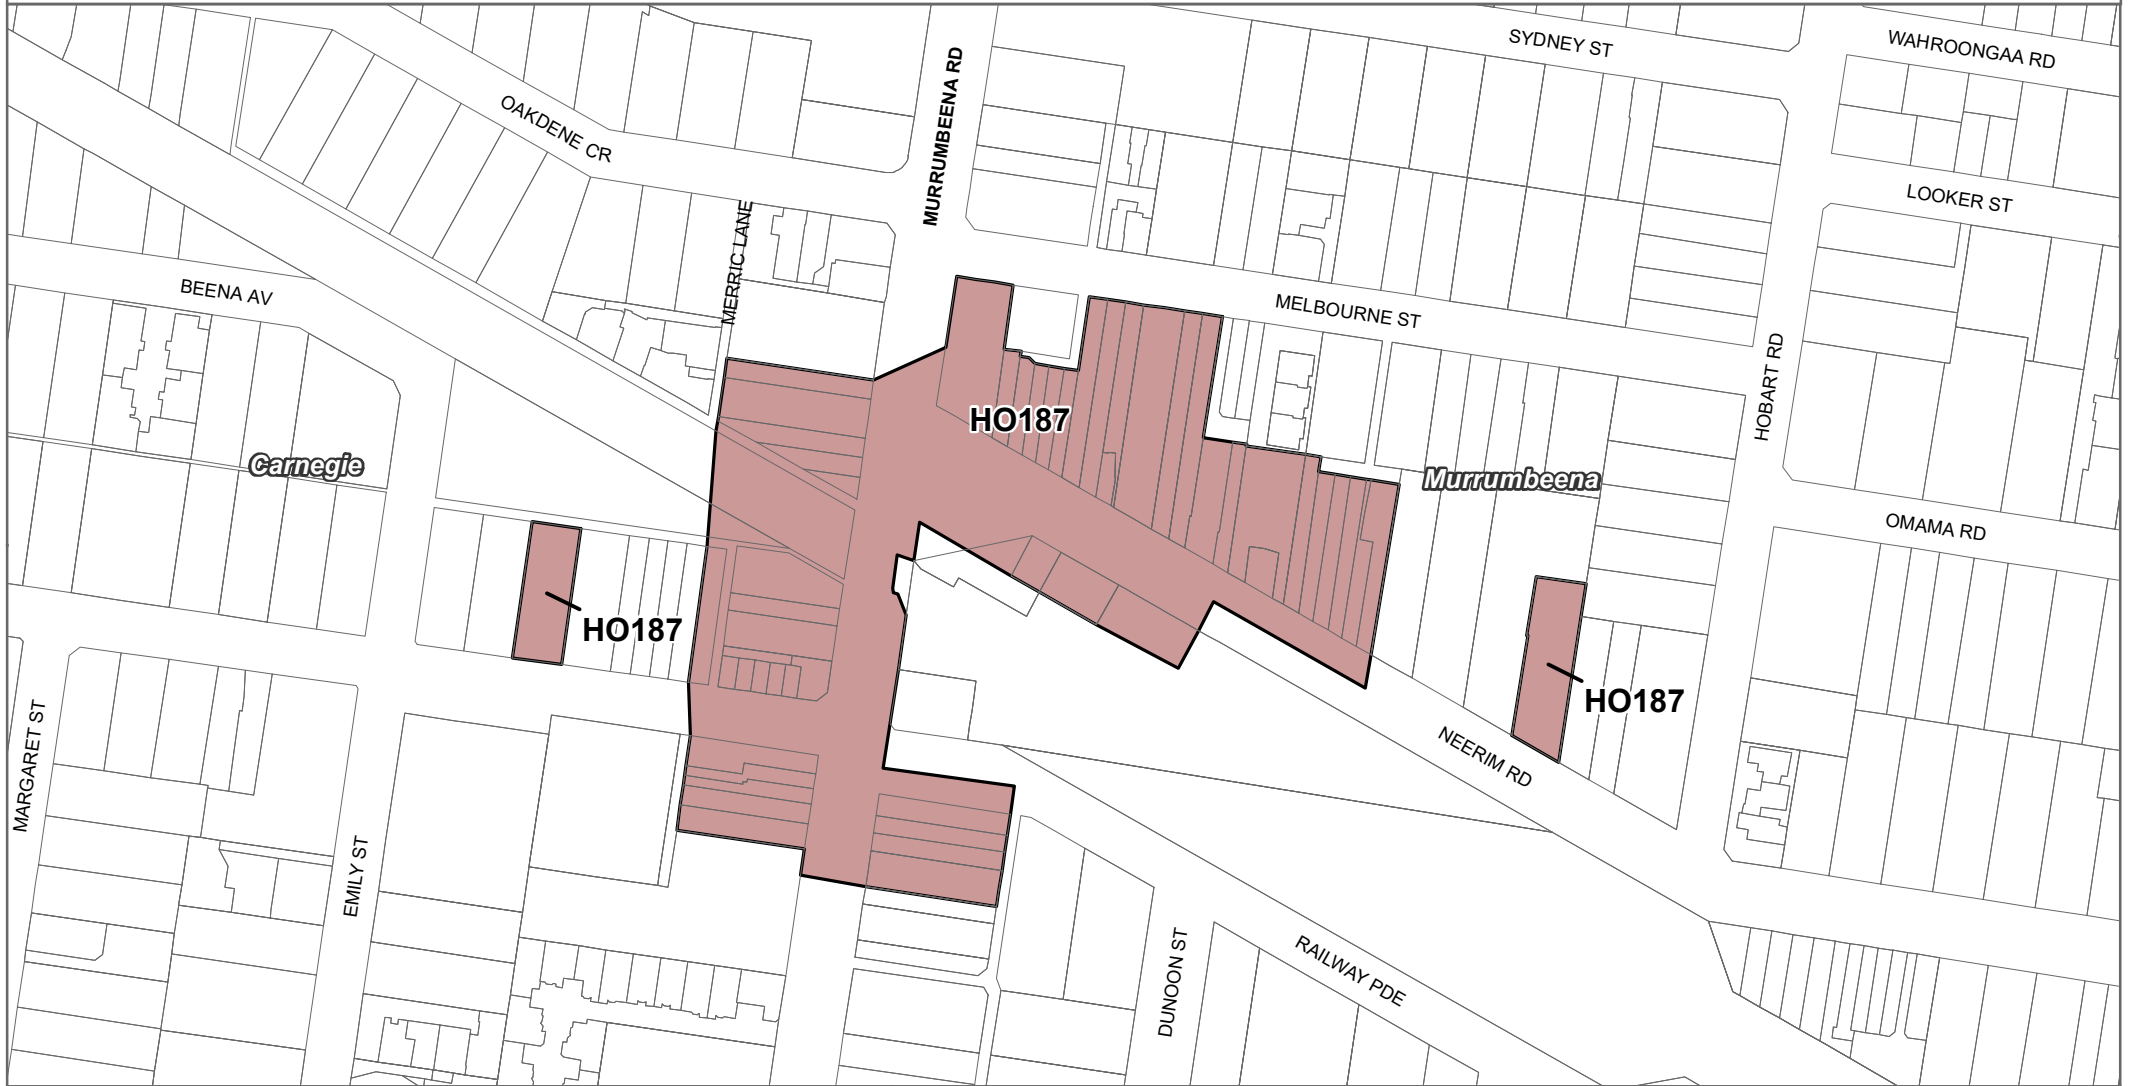 SYDNEY ST
WAHROONGAA RD
OAKDENE CR
MURRUMBEENA RD
LOOKER ST
MERRIC LANE
BEENA AV
MELBOURNE ST
HOBART RD
HO187
Carnegie
Murrumbeena
OMAMA RD
HO187
HO187
MARGARET ST
NEERIM RD
EMILY ST
DUNOON ST
RAILWAY PDE